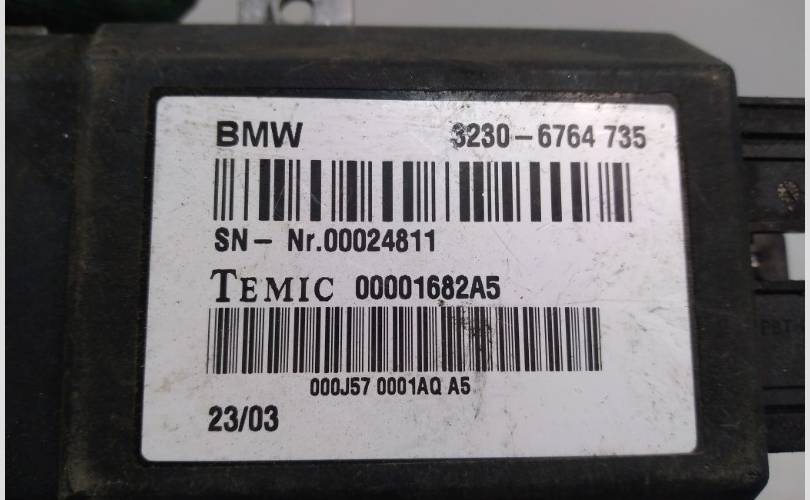 BMW 3230-6764 735
SN- Nr.00024811
TEMIC 00001682A5
000J57 0001AQ A5
23/03